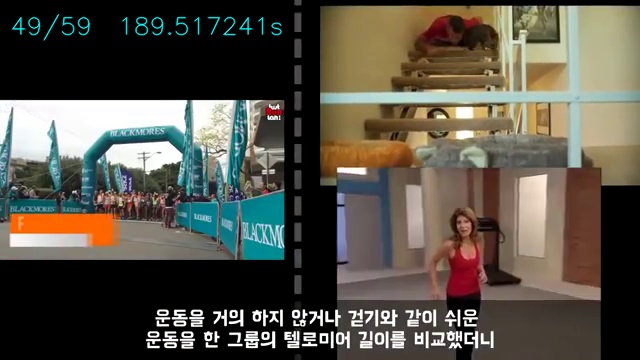 49/59 189.517241s
BLACKMORES
BLACKMORES
F
운동을 거의 하지 않거나 걷기와 같이 쉬운
운동을 한 그룹의 텔로미어 길이를 비교했더니